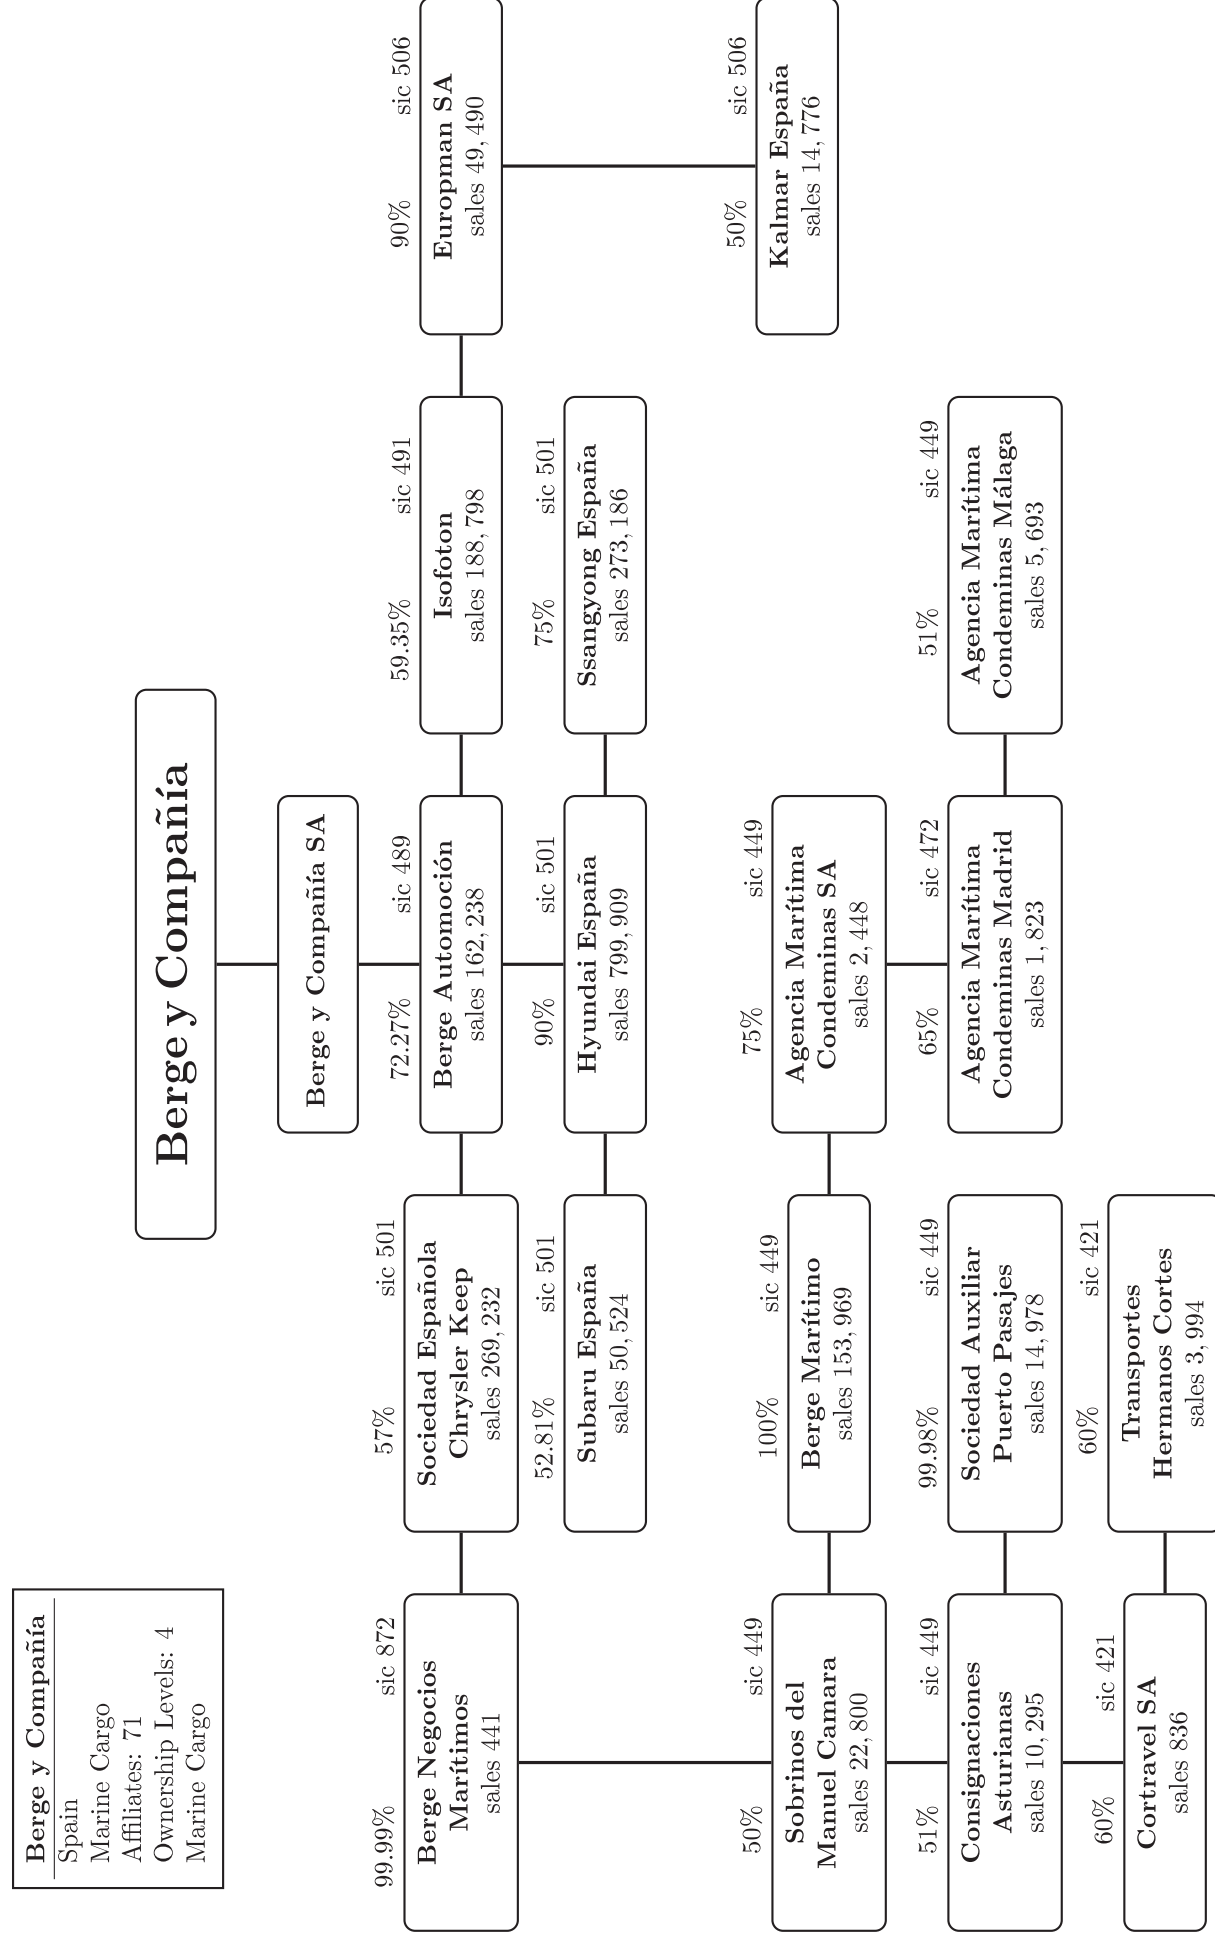 Berge y Compañía
Spain
Marine Cargo
Affiliates: 71
Ownership Levels: 4
Marine Cargo
Berge y Compañía
Berge y Compañía SA
99.99% sic 872
Berge Negocios
Marítimos
sales 441
57% sic 501
Sociedad Española
Chrysler Keep
sales 269,232
72.27% sic 489
Berge Automoción
sales 162,238
59.35% sic 491
Isofoton
sales 188,798
90% sic 506
Europman SA
sales 49,490
52.81% sic 501
Subaru España
sales 50,524
90% sic 501
Hyundai España
sales 799,909
75% sic 501
Ssangyong España
sales 273,186
50% sic 449
Sobrinos del
Manuel Camara
sales 22,800
100% sic 449
Berge Marítimo
sales 153,969
75% sic 449
Agencia Marítima
Condeminas SA
sales 2,448
50% sic 506
Kalmar España
sales 14,776
51% sic 449
Consignaciones
Asturianas
sales 10,295
99.98% sic 449
Sociedad Auxiliar
Puerto Pasajes
sales 14,978
65% sic 472
Agencia Marítima
Condeminas Madrid
sales 1,823
51% sic 449
Agencia Marítima
Condeminas Málaga
sales 5,693
60% sic 421
Cortravel SA
sales 836
60% sic 421
Transportes
Hermanos Cortes
sales 3,994